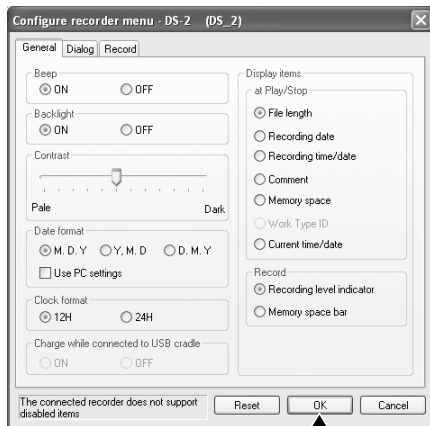 Configure recorder menu - DS-2 (DS_2)
General Dialog Record
Beep
ON OFF
Backlight
ON OFF
Contrast
Pale Dark
Date format
M. D. Y Y, M. D D. M. Y
Use PC settings
Clock format
12H 24H
Charge while connected to USB cradle
ON OFF
Display items
at Play/Stop
File length
Recording date
Recording time/date
Comment
Memory space
Work Type ID
Current time/date
Record
Recording level indicator
Memory space bar
The connected recorder does not support
disabled items
Reset OK Cancel